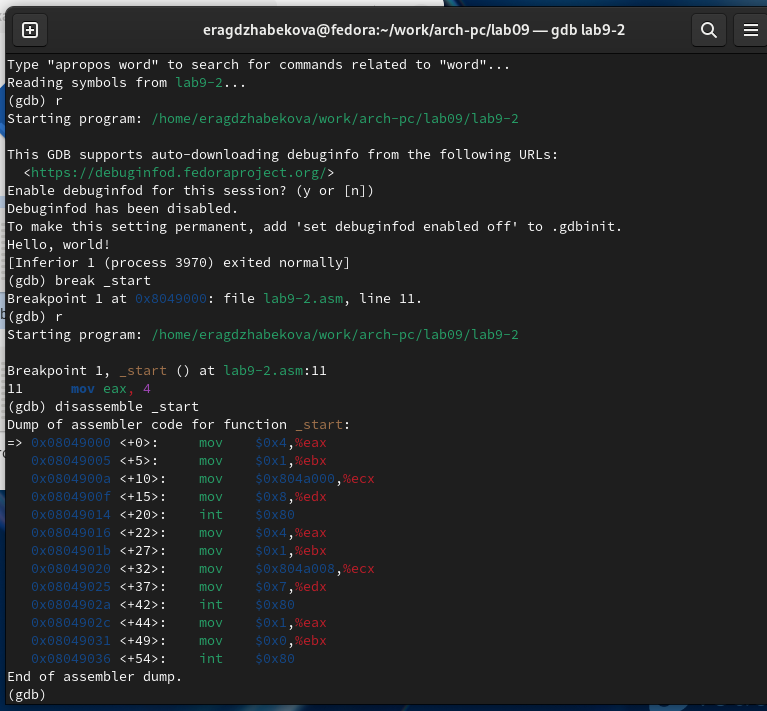 eragdzhabekova@fedora:~/work/arch-pc/lab09 — gdb lab9-2
Type "apropos word" to search for commands related to "word"...
Reading symbols from lab9-2...
(gdb) r
Starting program: /home/eragdzhabekova/work/arch-pc/lab09/lab9-2

This GDB supports auto-downloading debuginfo from the following URLs:
  <https://debuginfod.fedoraproject.org/>
Enable debuginfod for this session? (y or [n])
Debuginfod has been disabled.
To make this setting permanent, add 'set debuginfod enabled off' to .gdbinit.
Hello, world!
[Inferior 1 (process 3970) exited normally]
(gdb) break _start
Breakpoint 1 at 0x8049000: file lab9-2.asm, line 11.
(gdb) r
Starting program: /home/eragdzhabekova/work/arch-pc/lab09/lab9-2

Breakpoint 1, _start () at lab9-2.asm:11
11      mov eax, 4
(gdb) disassemble _start
Dump of assembler code for function _start:
=> 0x08049000 <+0>:     mov    $0x4,%eax
   0x08049005 <+5>:     mov    $0x1,%ebx
   0x0804900a <+10>:    mov    $0x804a000,%ecx
   0x0804900f <+15>:    mov    $0x8,%edx
   0x08049014 <+20>:    int    $0x80
   0x08049016 <+22>:    mov    $0x4,%eax
   0x0804901b <+27>:    mov    $0x1,%ebx
   0x08049020 <+32>:    mov    $0x804a008,%ecx
   0x08049025 <+37>:    mov    $0x7,%edx
   0x0804902a <+42>:    int    $0x80
   0x0804902c <+44>:    mov    $0x1,%eax
   0x08049031 <+49>:    mov    $0x0,%ebx
   0x08049036 <+54>:    int    $0x80
End of assembler dump.
(gdb)